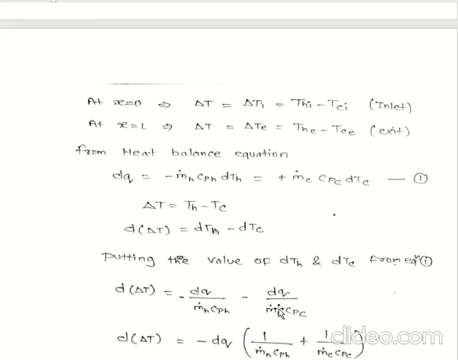 At x=0 ⇒ ΔT = ΔTi = Thi - Tci (Inlet)
At x=L ⇒ ΔT = ΔTe = The - Tce (exit)
from Heat balance equation
dq = -ṁh Cph dTh = + ṁc CPc dTc — ①
ΔT = Th - Tc
d(ΔT) = dTh - dTc
Putting the value of dTh & dTc from eqⁿ①
d(ΔT) = - dq/ṁh Cph - dq/ṁc CPc
d(ΔT) = -dq ( 1/ṁh Cph + 1/ṁc CPc )
clideo.com